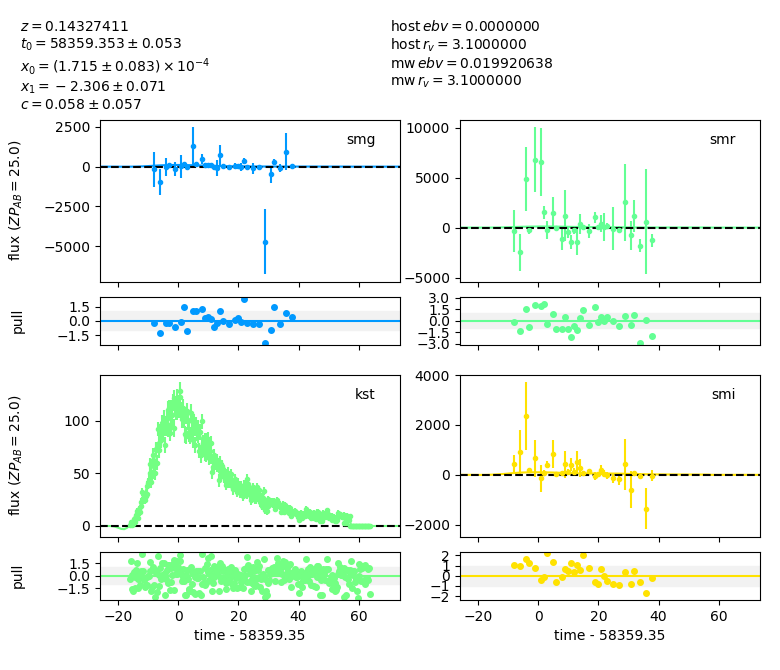 z = 0.14327411
t₀ = 58359.353 ± 0.053
x₀ = (1.715 ± 0.083) × 10⁻⁴
x₁ = −2.306 ± 0.071
c = 0.058 ± 0.057
host ebv = 0.0000000
host r_v = 3.1000000
mw ebv = 0.019920638
mw r_v = 3.1000000
flux (ZP_AB = 25.0)
2500
0
−2500
−5000
smg
10000
5000
0
−5000
smr
pull
1.5
0.0
−1.5
3.0
1.5
0.0
−1.5
−3.0
flux (ZP_AB = 25.0)
100
50
0
kst
4000
2000
0
−2000
smi
pull
1.5
0.0
−1.5
2
1
0
−1
−2
−20 0 20 40 60
−20 0 20 40 60
time - 58359.35
time - 58359.35